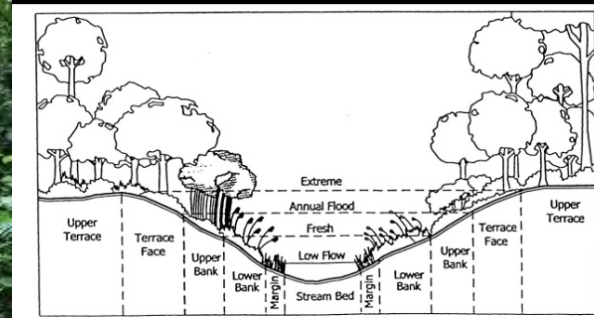 Extreme
Annual Flood
Fresh
Low Flow
Upper
Terrace
Terrace
Face
Upper
Bank
Lower
Bank
Margin
Stream Bed
Margin
Lower
Bank
Upper
Bank
Terrace
Face
Upper
Terrace